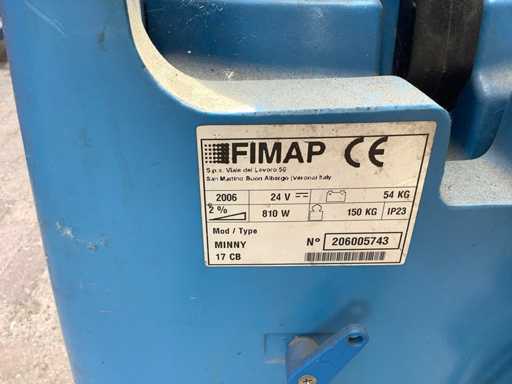 FIMAP CE
S.p.a. Viale del Lavoro 50
San Martino Buon Albergo (Verona) Italy
2006 24 V 54 KG
2 % 810 W 150 KG IP23
Mod / Type
MINNY Nº 206005743
17 CB